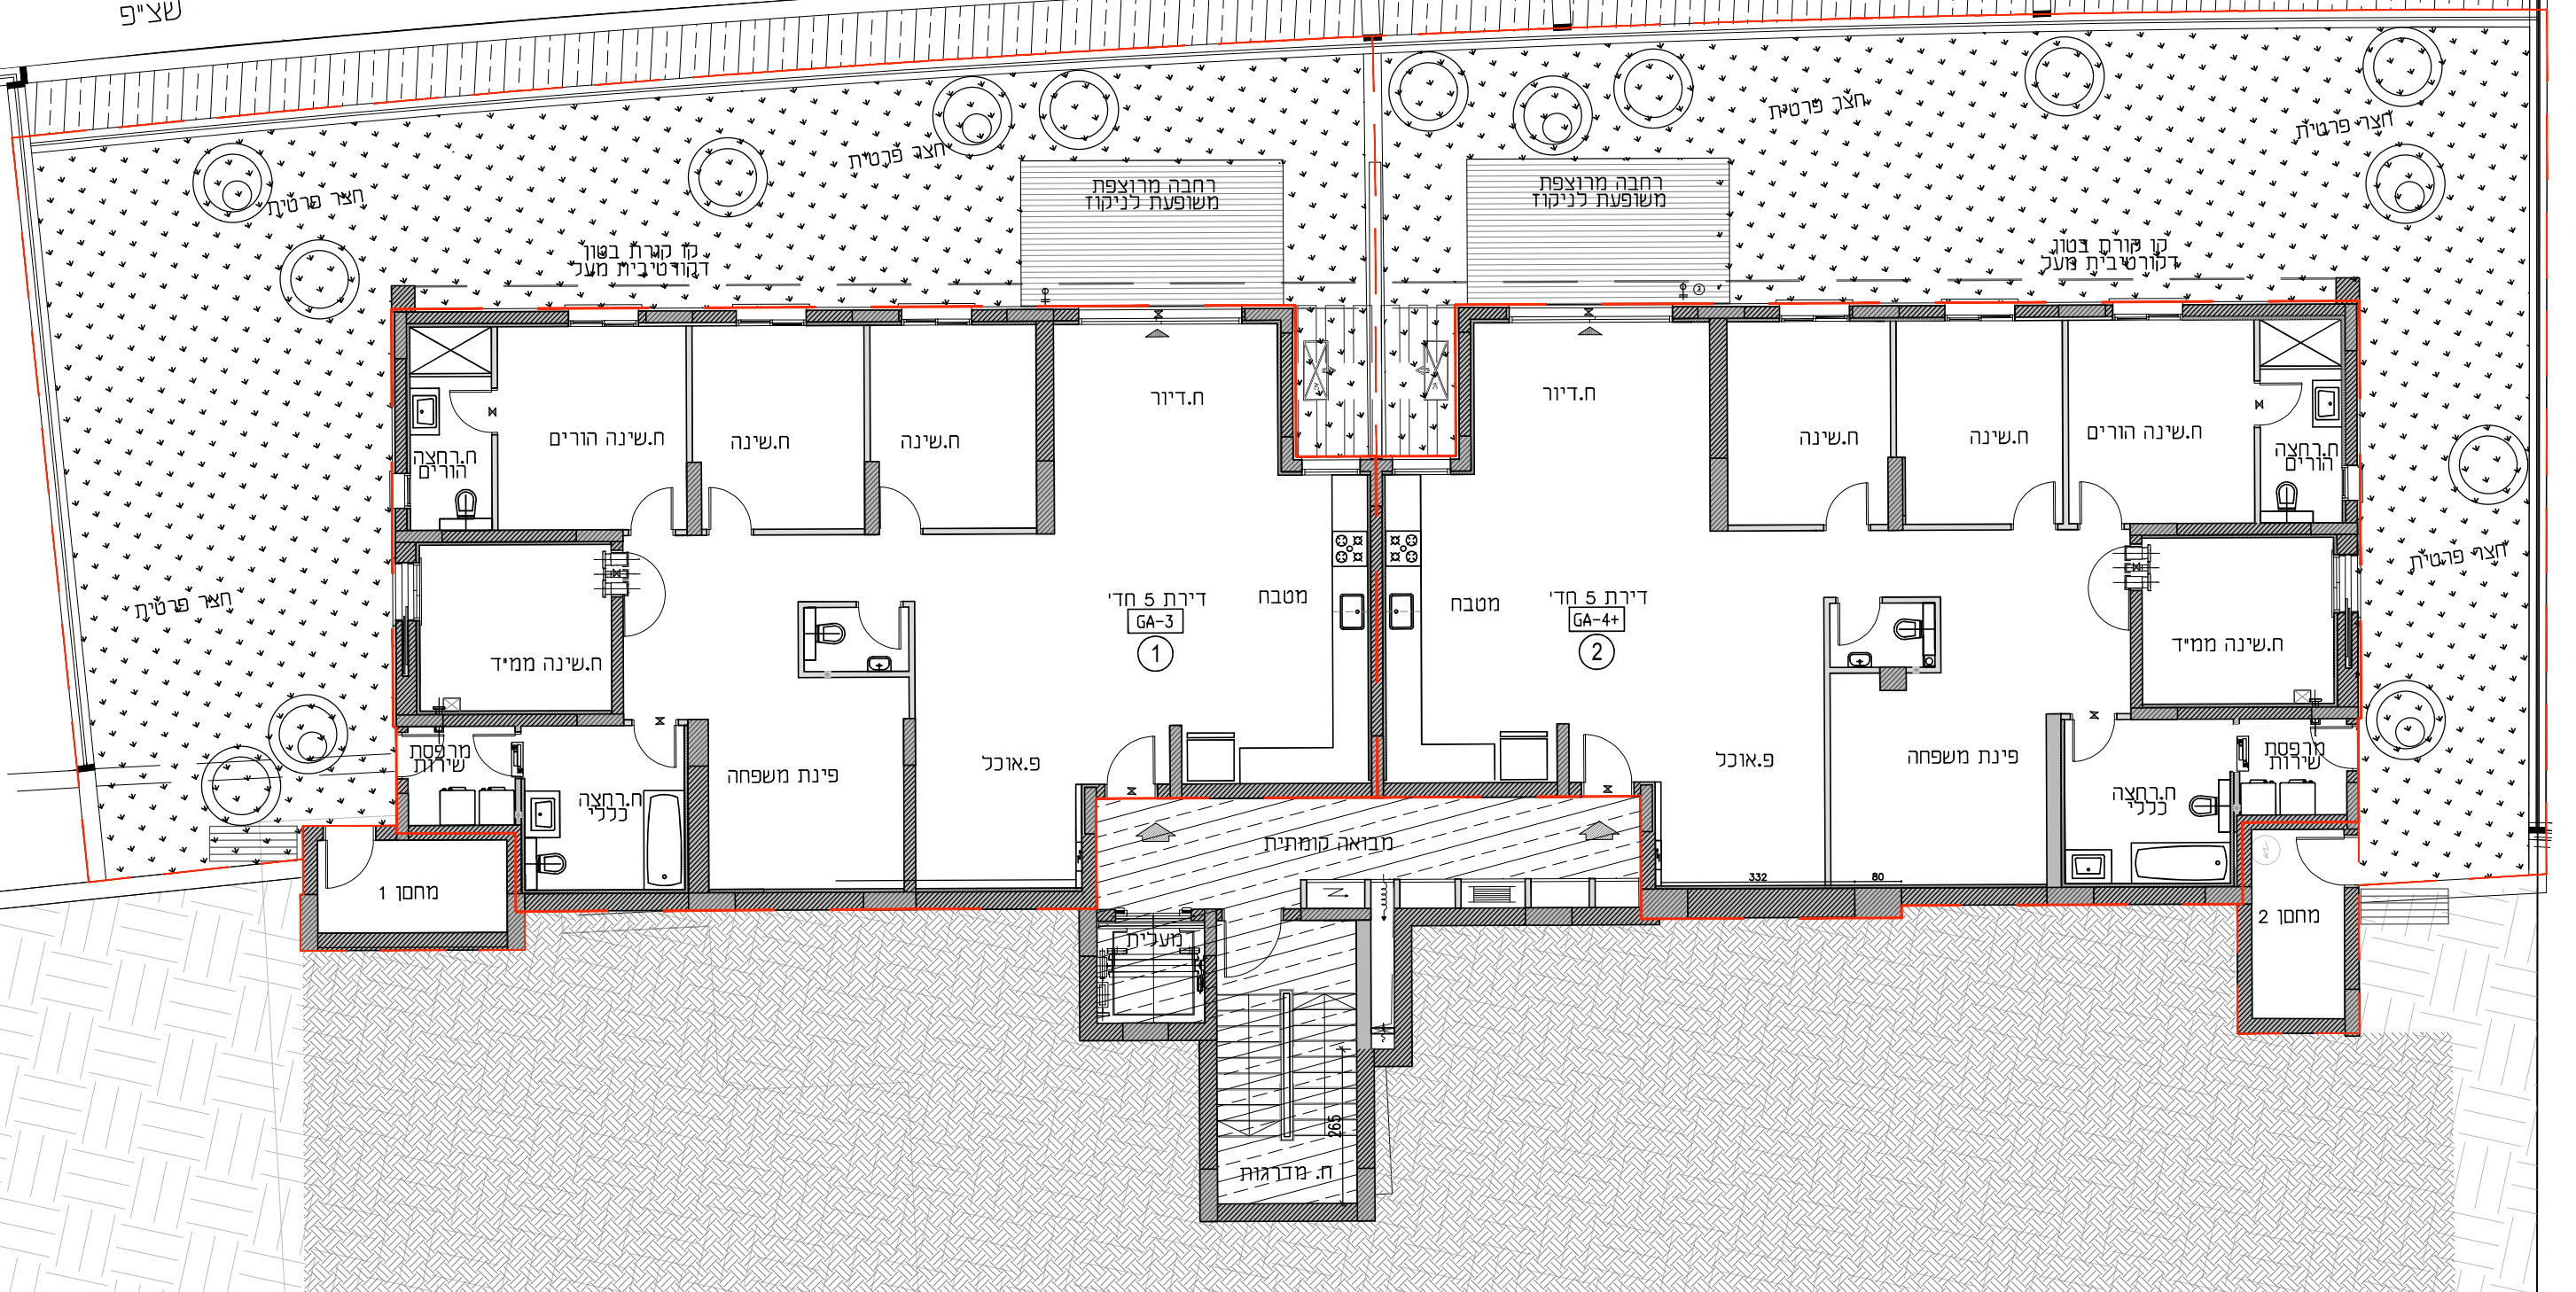 שצ"פ
חצר פרטית
חצר פרטית
חצר פרטית
חצר פרטית
רחבה מרוצפת
משופעת לניקוז
רחבה מרוצפת
משופעת לניקוז
קו קורת בטון
דקורטיבית מעל
קו קורת בטון
דקורטיבית מעל
ח.רחצה
הורים
ח.שינה הורים
ח.שינה
ח.שינה
ח.דיור
ח.דיור
ח.שינה
ח.שינה
ח.שינה הורים
ח.רחצה
הורים
חצר פרטית
ח.שינה ממ"ד
דירת 5 חד'
GA-3
1
מטבח
מטבח
דירת 5 חד'
GA-4+
2
ח.שינה ממ"ד
חצר פרטית
מרפסת
שירות
ח.רחצה
כללי
פינת משפחה
פ.אוכל
פ.אוכל
פינת משפחה
ח.רחצה
כללי
מרפסת
שירות
מבואה קומתית
332
80
מחסן 1
מחסן 2
מעלית
265
ח. מדרגות